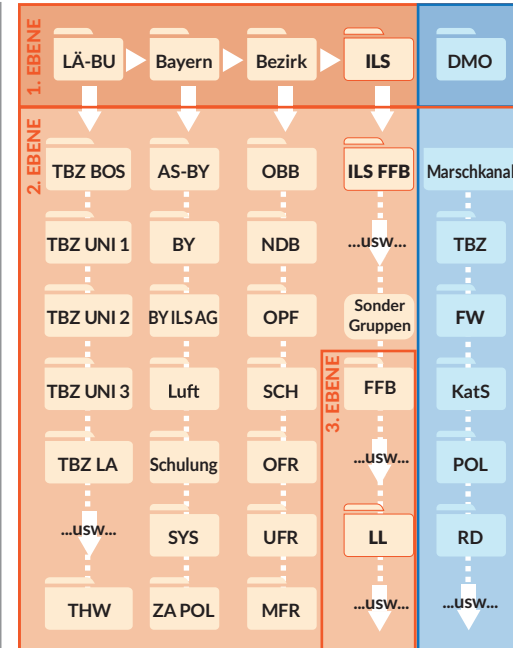 1. EBENE
LÄ-BU
Bayern
Bezirk
ILS
DMO
2. EBENE
TBZ BOS
AS-BY
OBB
ILS FFB
Marschkanal
TBZ UNI 1
BY
NDB
...usw...
TBZ
TBZ UNI 2
BY ILS AG
OPF
Sonder
Gruppen
FW
3. EBENE
TBZ UNI 3
Luft
SCH
FFB
KatS
TBZ LA
Schulung
OFR
...usw...
POL
...usw...
SYS
UFR
LL
RD
THW
ZA POL
MFR
...usw...
...usw...